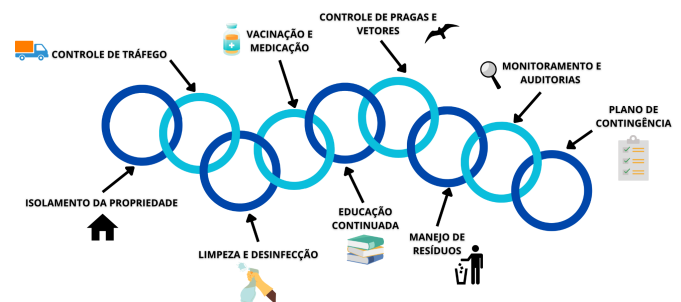 CONTROLE DE PRAGAS E
VETORES
VACINAÇÃO E
MEDICAÇÃO
CONTROLE DE TRÁFEGO
MONITORAMENTO E
AUDITORIAS
PLANO DE
CONTINGÊNCIA
ISOLAMENTO DA PROPRIEDADE
EDUCAÇÃO
CONTINUADA
MANEJO DE
RESÍDUOS
LIMPEZA E DESINFECÇÃO